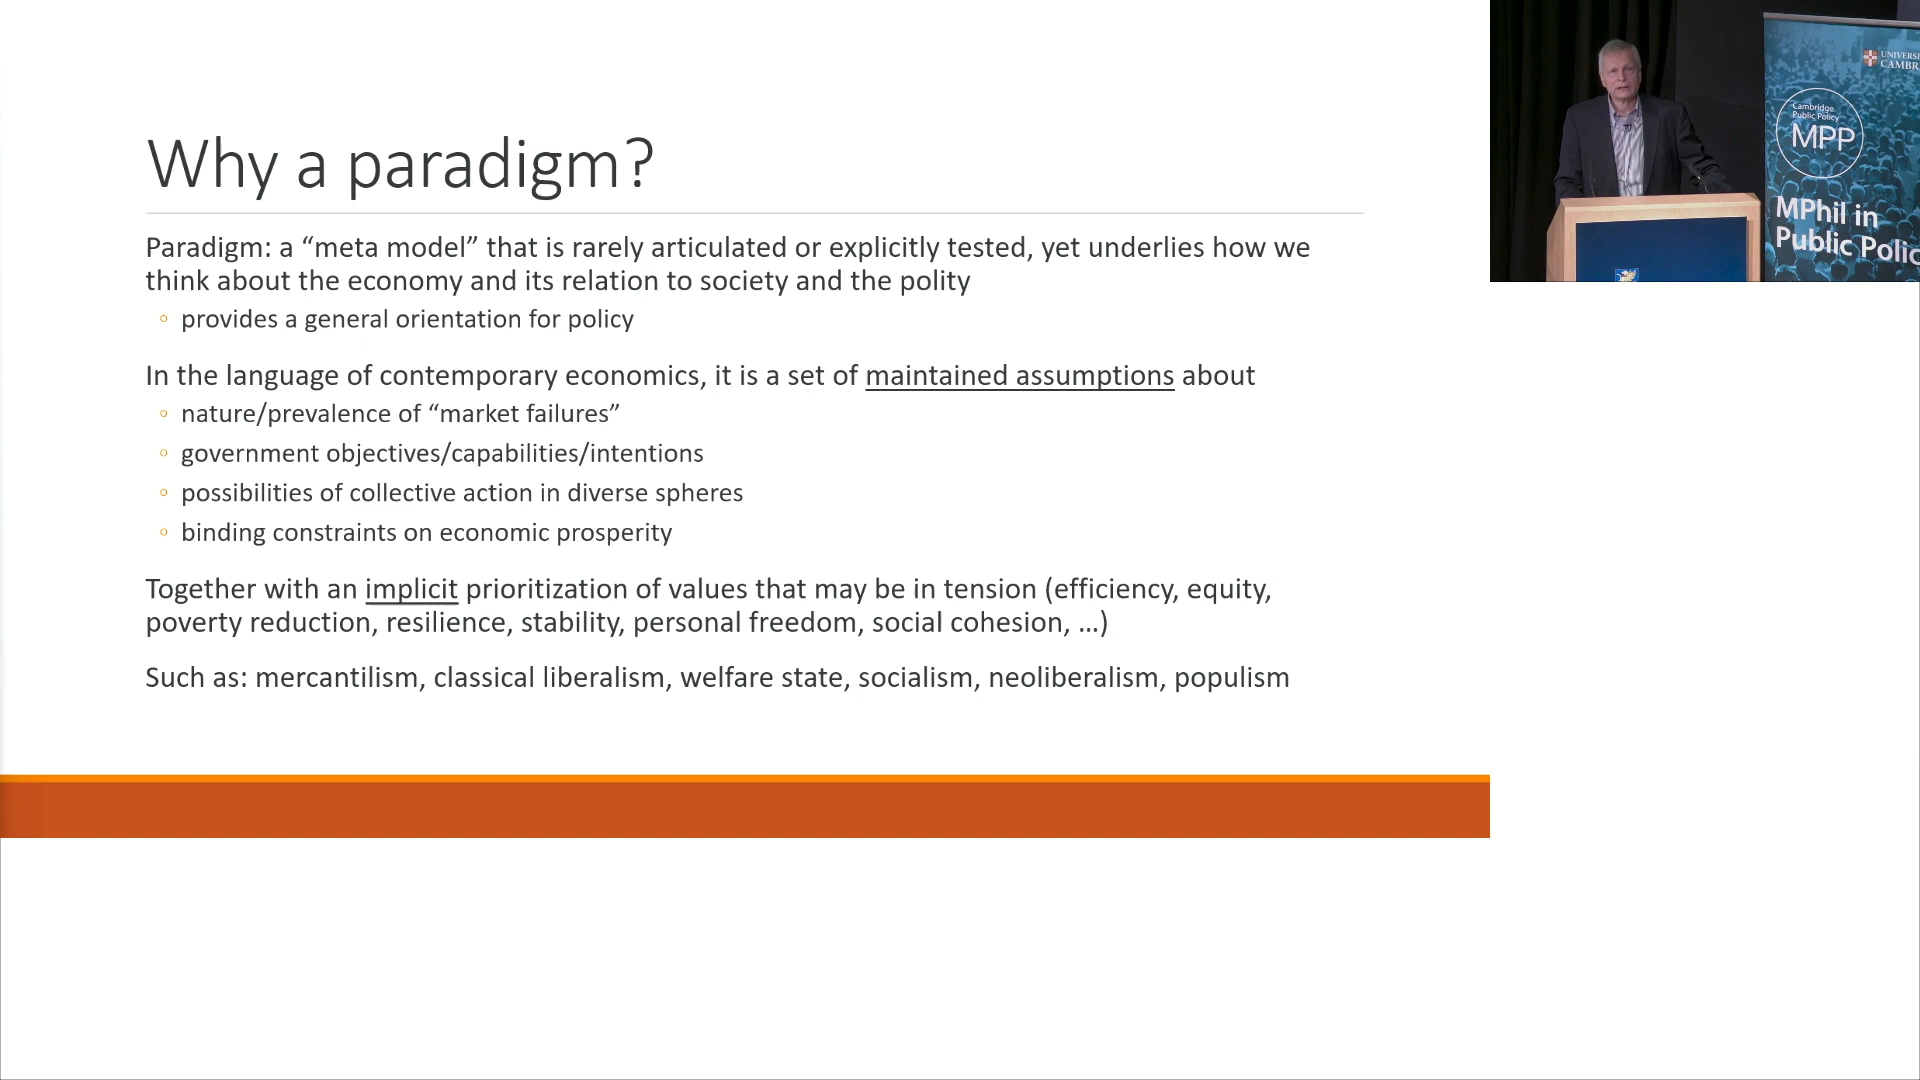 Why a paradigm?
Paradigm: a “meta model” that is rarely articulated or explicitly tested, yet underlies how we
think about the economy and its relation to society and the polity
◦ provides a general orientation for policy
In the language of contemporary economics, it is a set of maintained assumptions about
◦ nature/prevalence of “market failures”
◦ government objectives/capabilities/intentions
◦ possibilities of collective action in diverse spheres
◦ binding constraints on economic prosperity
Together with an implicit prioritization of values that may be in tension (efficiency, equity,
poverty reduction, resilience, stability, personal freedom, social cohesion, …)
Such as: mercantilism, classical liberalism, welfare state, socialism, neoliberalism, populism
Cambridge
Public Policy
MPP
MPhil in
Public